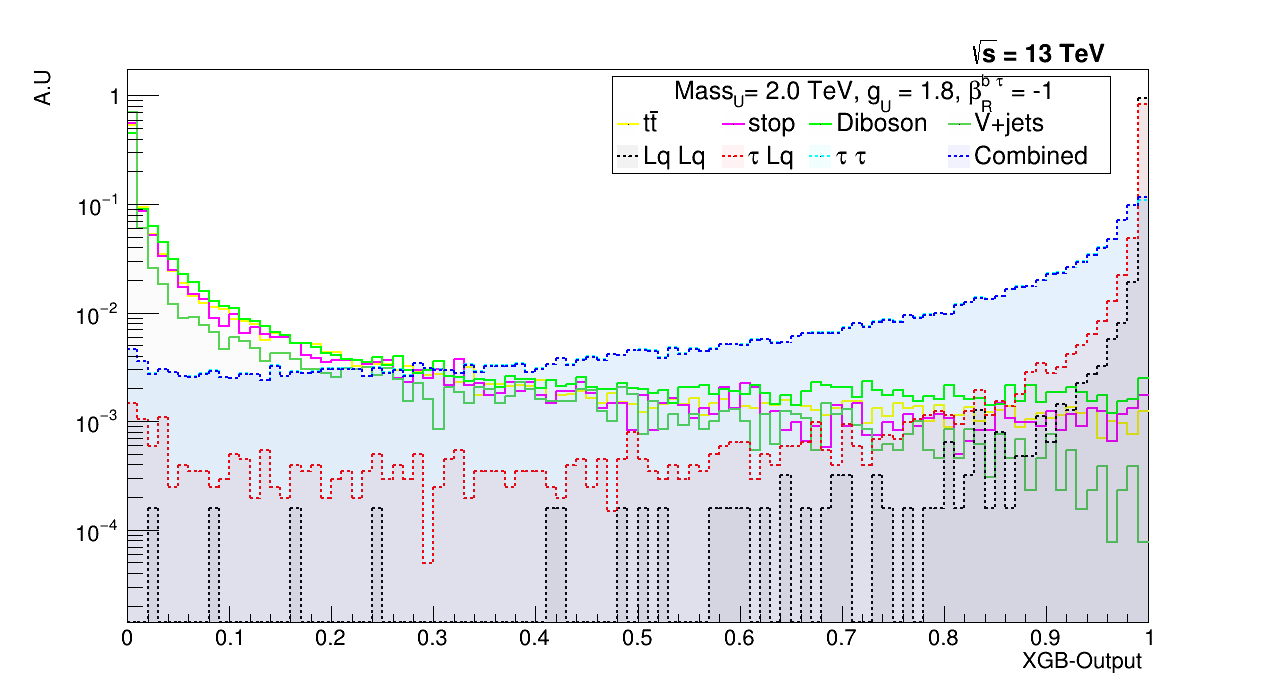 √s = 13 TeV
A.U
Mass_U= 2.0 TeV, g_U = 1.8, β_R^{b τ} = -1
tt̄ stop Diboson V+jets
Lq Lq τ Lq τ τ Combined
1
10⁻¹
10⁻²
10⁻³
10⁻⁴
0 0.1 0.2 0.3 0.4 0.5 0.6 0.7 0.8 0.9 1
XGB-Output